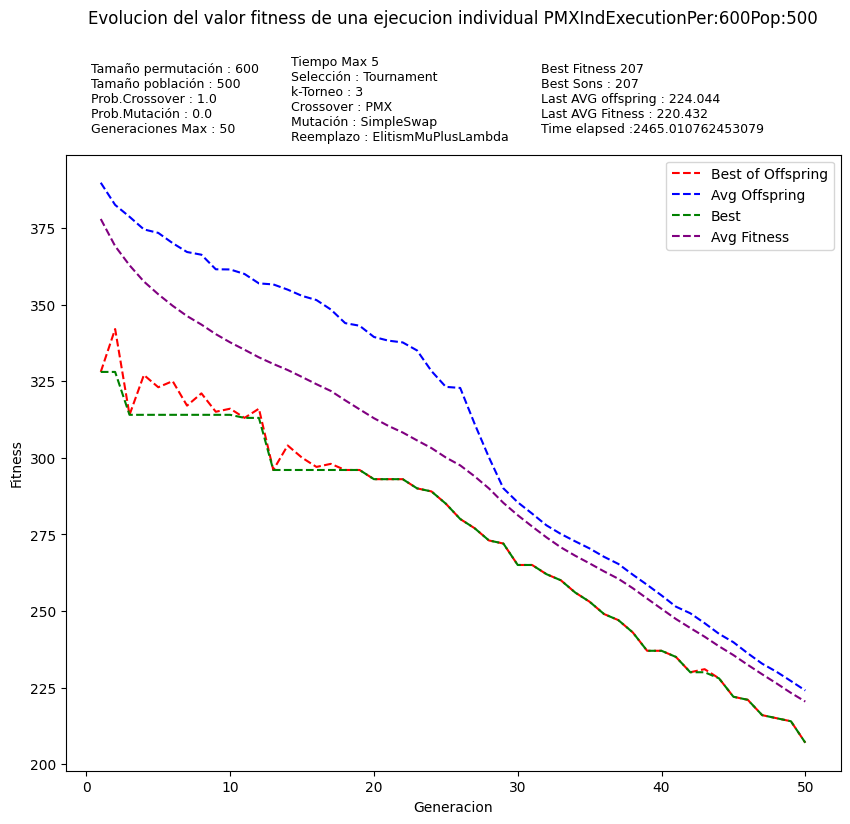 Evolucion del valor fitness de una ejecucion individual PMXIndExecutionPer:600Pop:500
Tamaño permutación : 600
Tamaño población : 500
Prob.Crossover : 1.0
Prob.Mutación : 0.0
Generaciones Max : 50
Tiempo Max 5
Selección : Tournament
k-Torneo : 3
Crossover : PMX
Mutación : SimpleSwap
Reemplazo : ElitismMuPlusLambda
Best Fitness 207
Best Sons : 207
Last AVG offspring : 224.044
Last AVG Fitness : 220.432
Time elapsed :2465.010762453079
Best of Offspring
Avg Offspring
Best
Avg Fitness
375
350
325
300
275
250
225
200
Fitness
0 10 20 30 40 50
Generacion